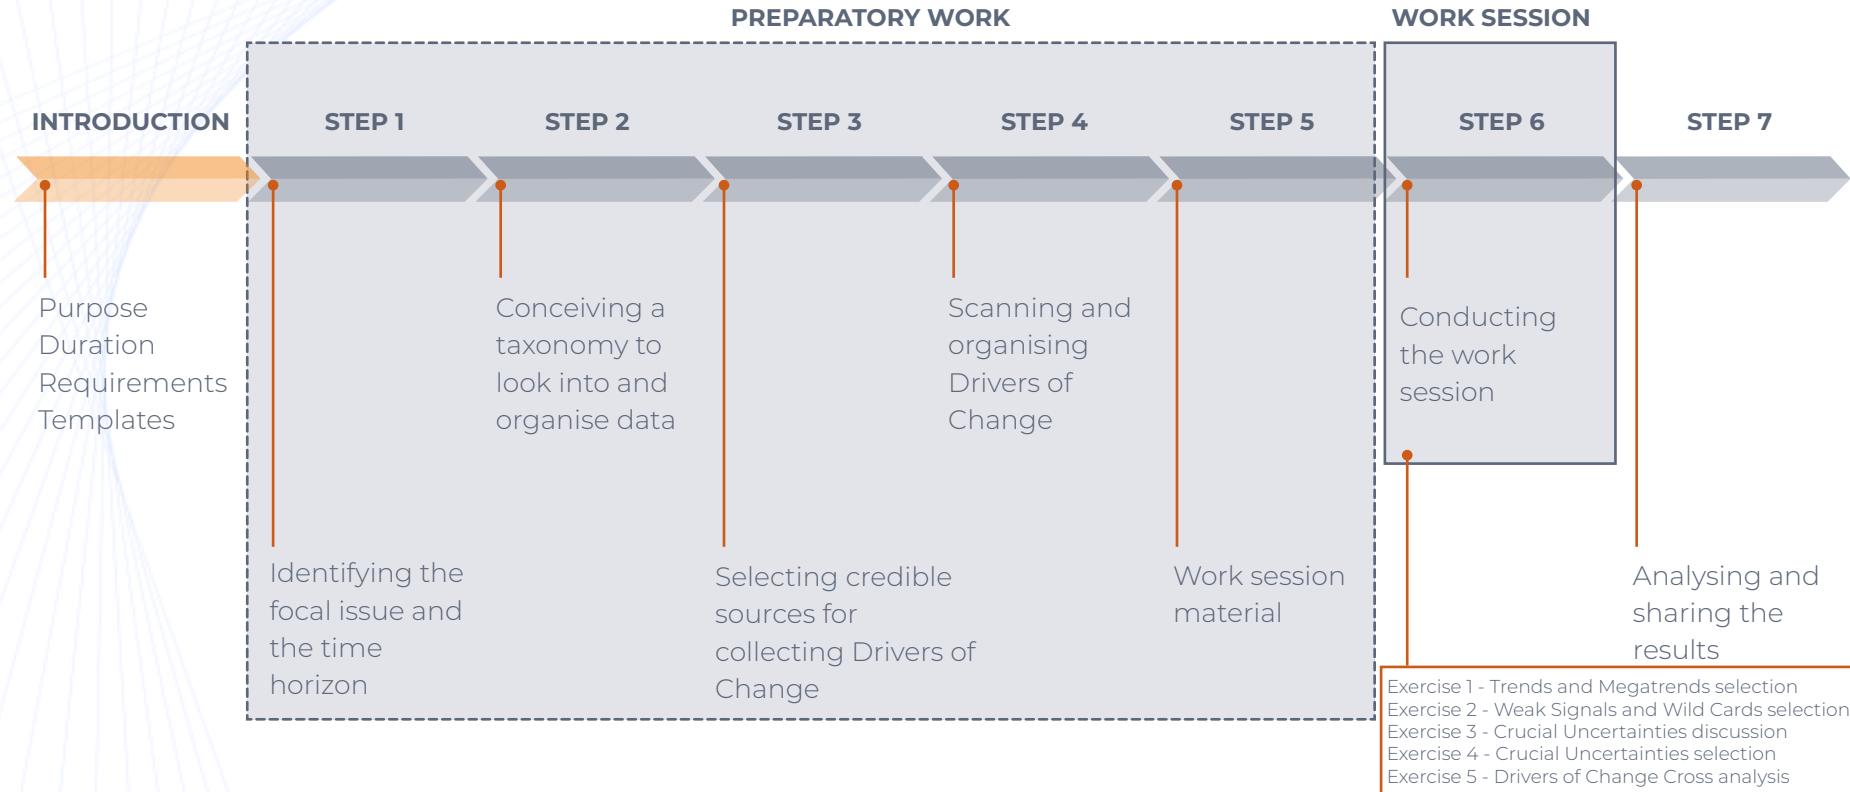 PREPARATORY WORK
WORK SESSION
INTRODUCTION
STEP 1
STEP 2
STEP 3
STEP 4
STEP 5
STEP 6
STEP 7
Purpose
Duration
Requirements
Templates
Identifying the
focal issue and
the time
horizon
Conceiving a
taxonomy to
look into and
organise data
Selecting credible
sources for
collecting Drivers of
Change
Scanning and
organising
Drivers of
Change
Work session
material
Conducting
the work
session
Analysing and
sharing the
results
Exercise 1 - Trends and Megatrends selection
Exercise 2 - Weak Signals and Wild Cards selection
Exercise 3 - Crucial Uncertainties discussion
Exercise 4 - Crucial Uncertainties selection
Exercise 5 - Drivers of Change Cross analysis